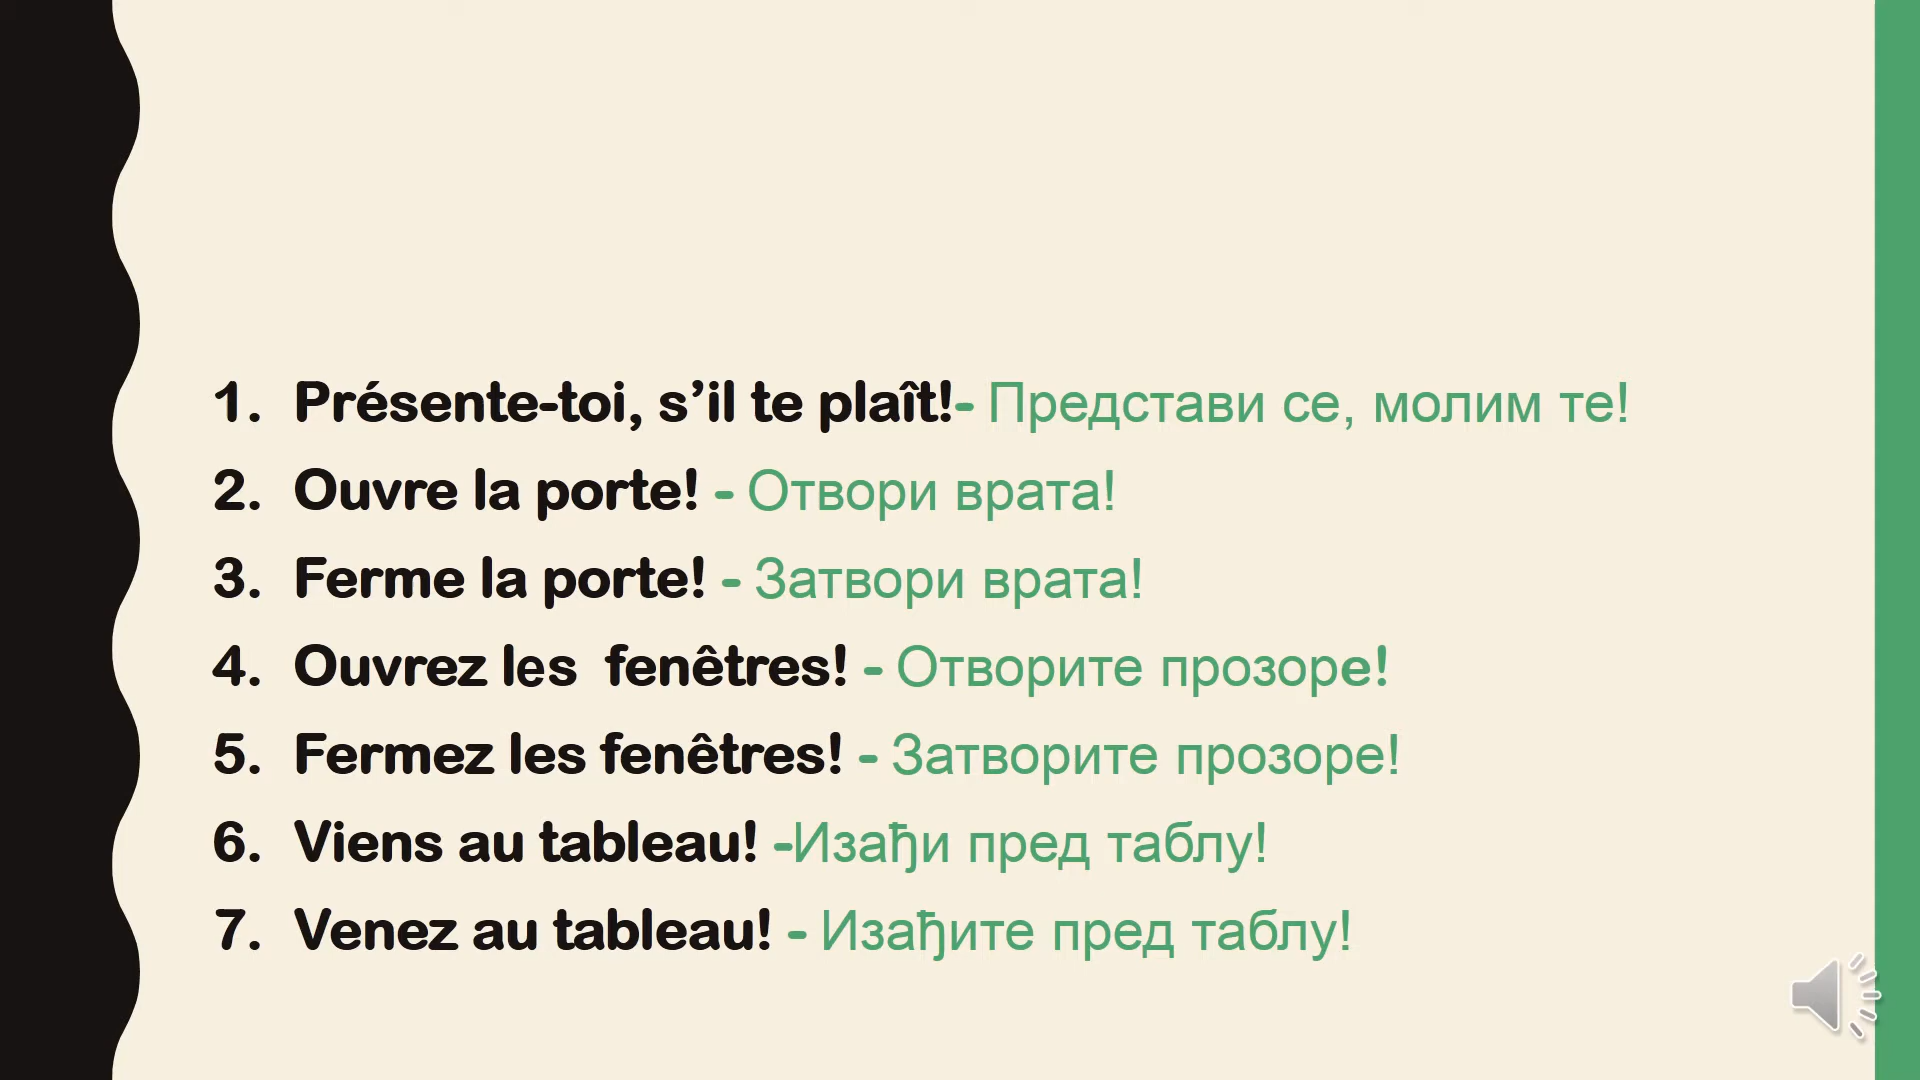 1. Présente-toi, s’il te plaît!- Представи се, молим те!
2. Ouvre la porte! - Отвори врата!
3. Ferme la porte! - Затвори врата!
4. Ouvrez les  fenêtres! - Отворите прозоре!
5. Fermez les fenêtres! - Затворите прозоре!
6. Viens au tableau! -Изађи пред таблу!
7. Venez au tableau! - Изађите пред таблу!